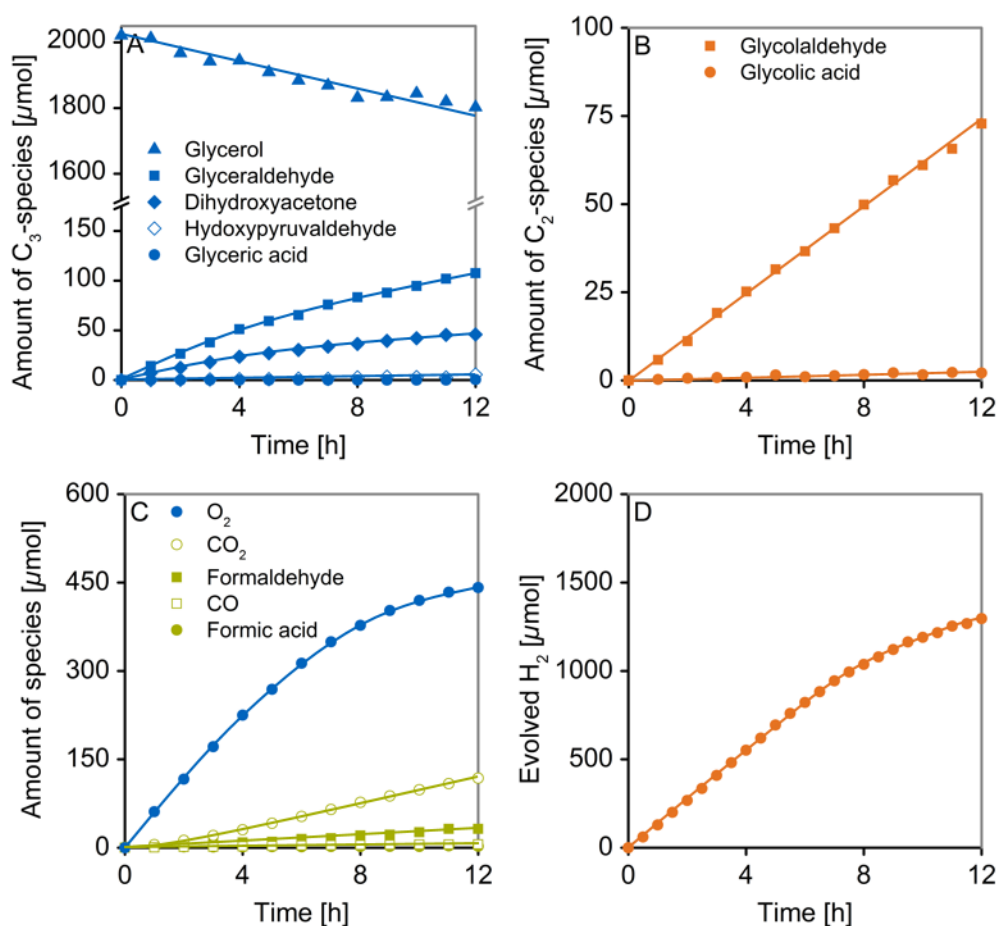 A
2000
1800
1600
150
100
50
0
Amount of C₃-species [µmol]
Glycerol
Glyceraldehyde
Dihydroxyacetone
Hydoxypyruvaldehyde
Glyceric acid
0 4 8 12
Time [h]
B
100
75
50
25
0
Amount of C₂-species [µmol]
Glycolaldehyde
Glycolic acid
0 4 8 12
Time [h]
C
600
450
300
150
0
Amount of species [µmol]
O₂
CO₂
Formaldehyde
CO
Formic acid
0 4 8 12
Time [h]
D
2000
1500
1000
500
0
Evolved H₂ [µmol]
0 4 8 12
Time [h]